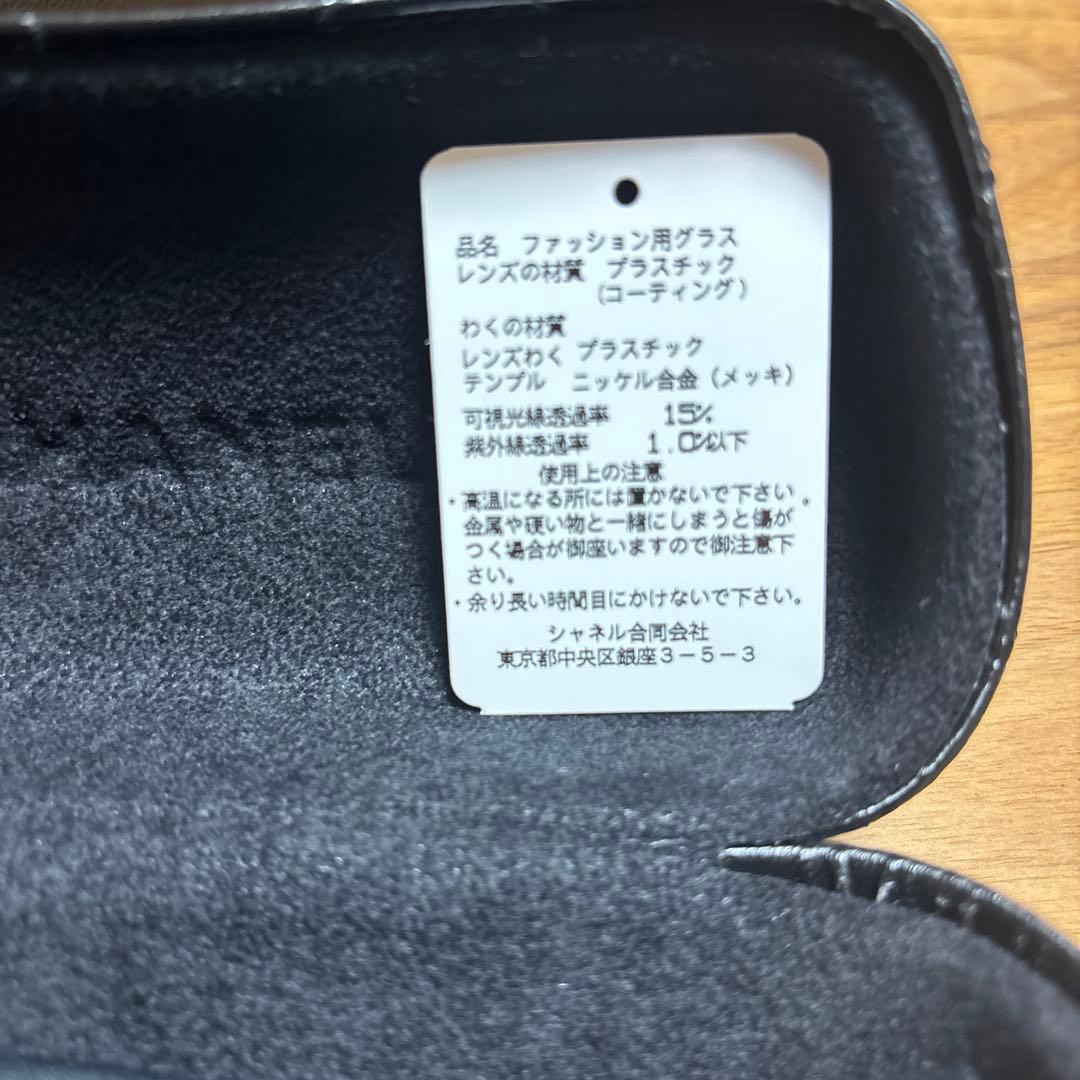 品名 ファッション用グラス
レンズの材質 プラスチック
(コーティング)
わくの材質
レンズわく プラスチック
テンプル ニッケル合金(メッキ)
可視光線透過率 15%
紫外線透過率 1.0%以下
使用上の注意
・高温になる所には置かないで下さい。
金属や硬い物と一緒にしまうと傷が
つく場合が御座いますので御注意下
さい。
・余り長い時間目にかけないで下さい。
シャネル合同会社
東京都中央区銀座3-5-3